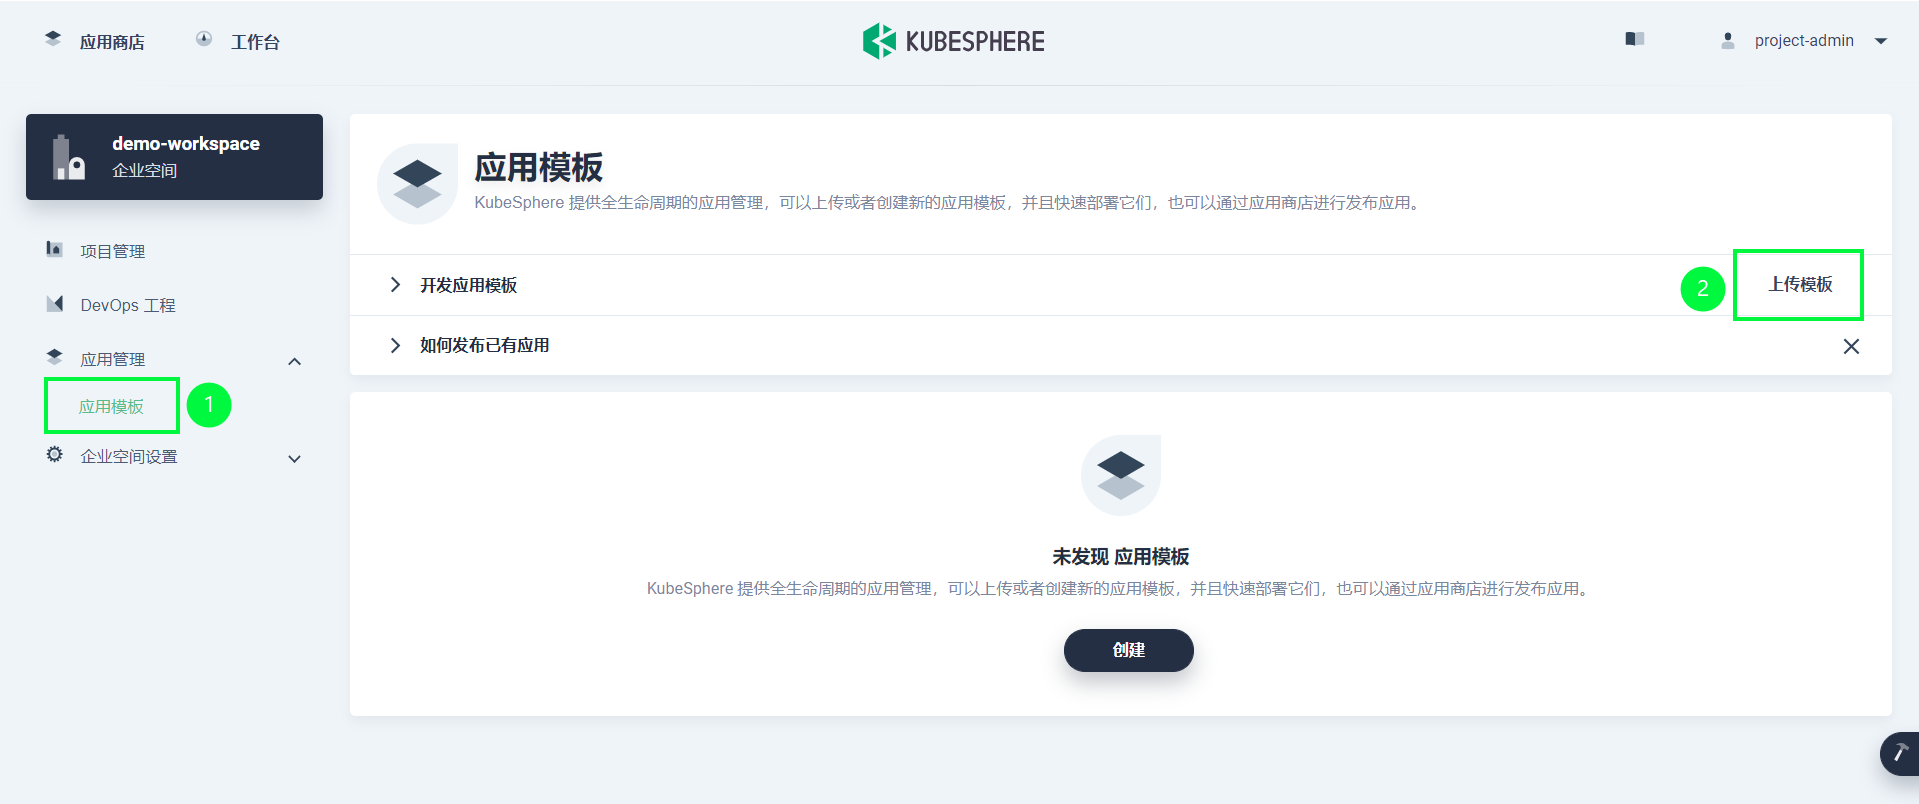 应用商店
工作台
KUBESPHERE
project-admin
demo-workspace
企业空间
项目管理
DevOps 工程
应用管理
应用模板
1
企业空间设置
应用模板
KubeSphere 提供全生命周期的应用管理，可以上传或者创建新的应用模板，并且快速部署它们，也可以通过应用商店进行发布应用。
开发应用模板
2
上传模板
如何发布已有应用
未发现 应用模板
KubeSphere 提供全生命周期的应用管理，可以上传或者创建新的应用模板，并且快速部署它们，也可以通过应用商店进行发布应用。
创建